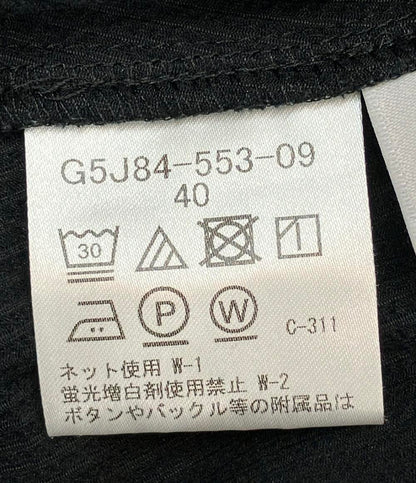 G5J84-553-09
40
30
P W C-311
ネット使用 W-1
蛍光増白剤使用禁止 W-2
ボタンやバックル等の附属品は